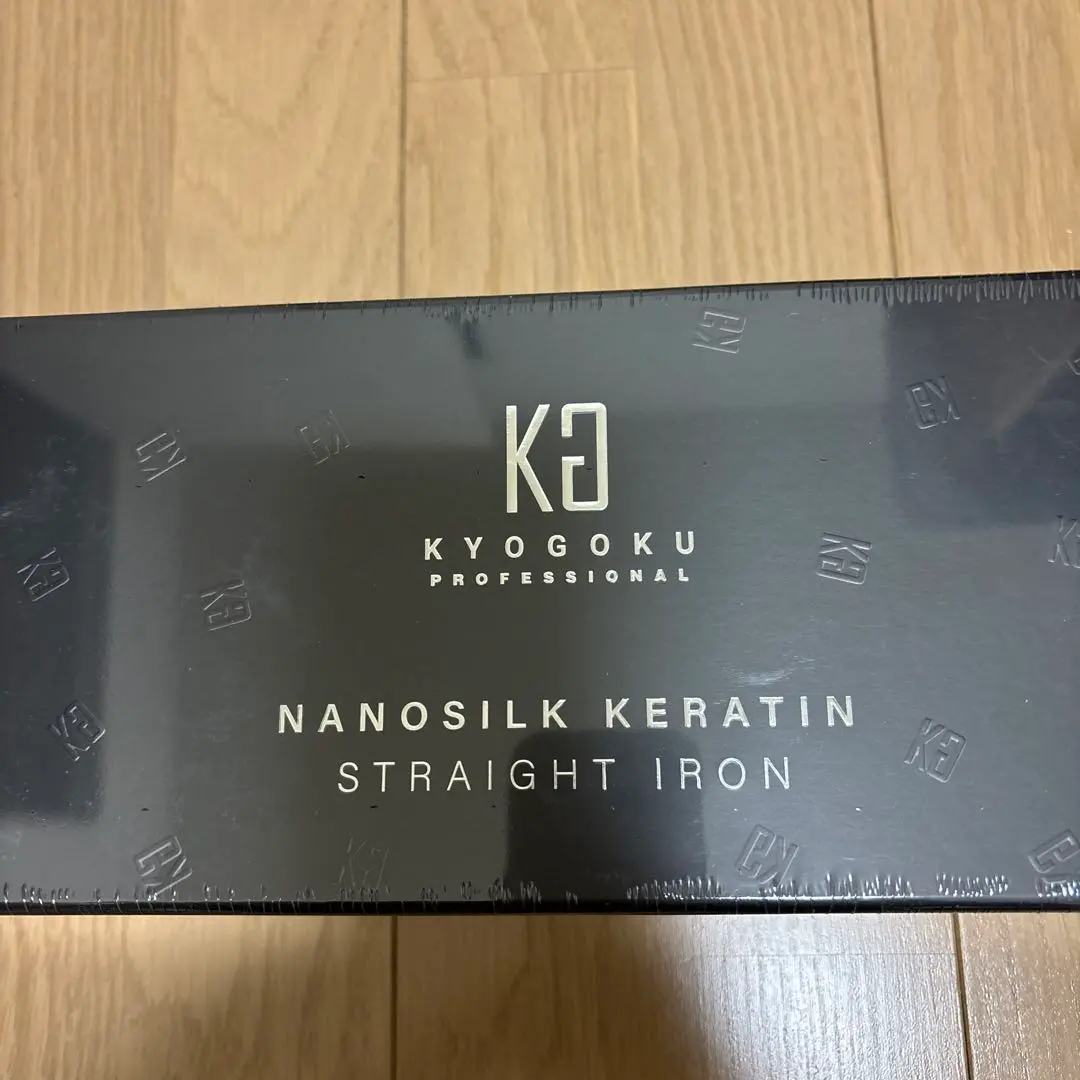 KG
KYOGOKU
PROFESSIONAL
NANOSILK KERATIN
STRAIGHT IRON